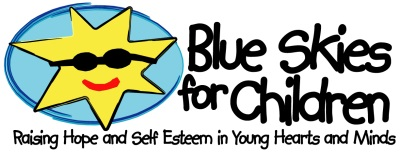 Blue Skies
for Children
Raising Hope and Self Esteem in Young Hearts and Minds